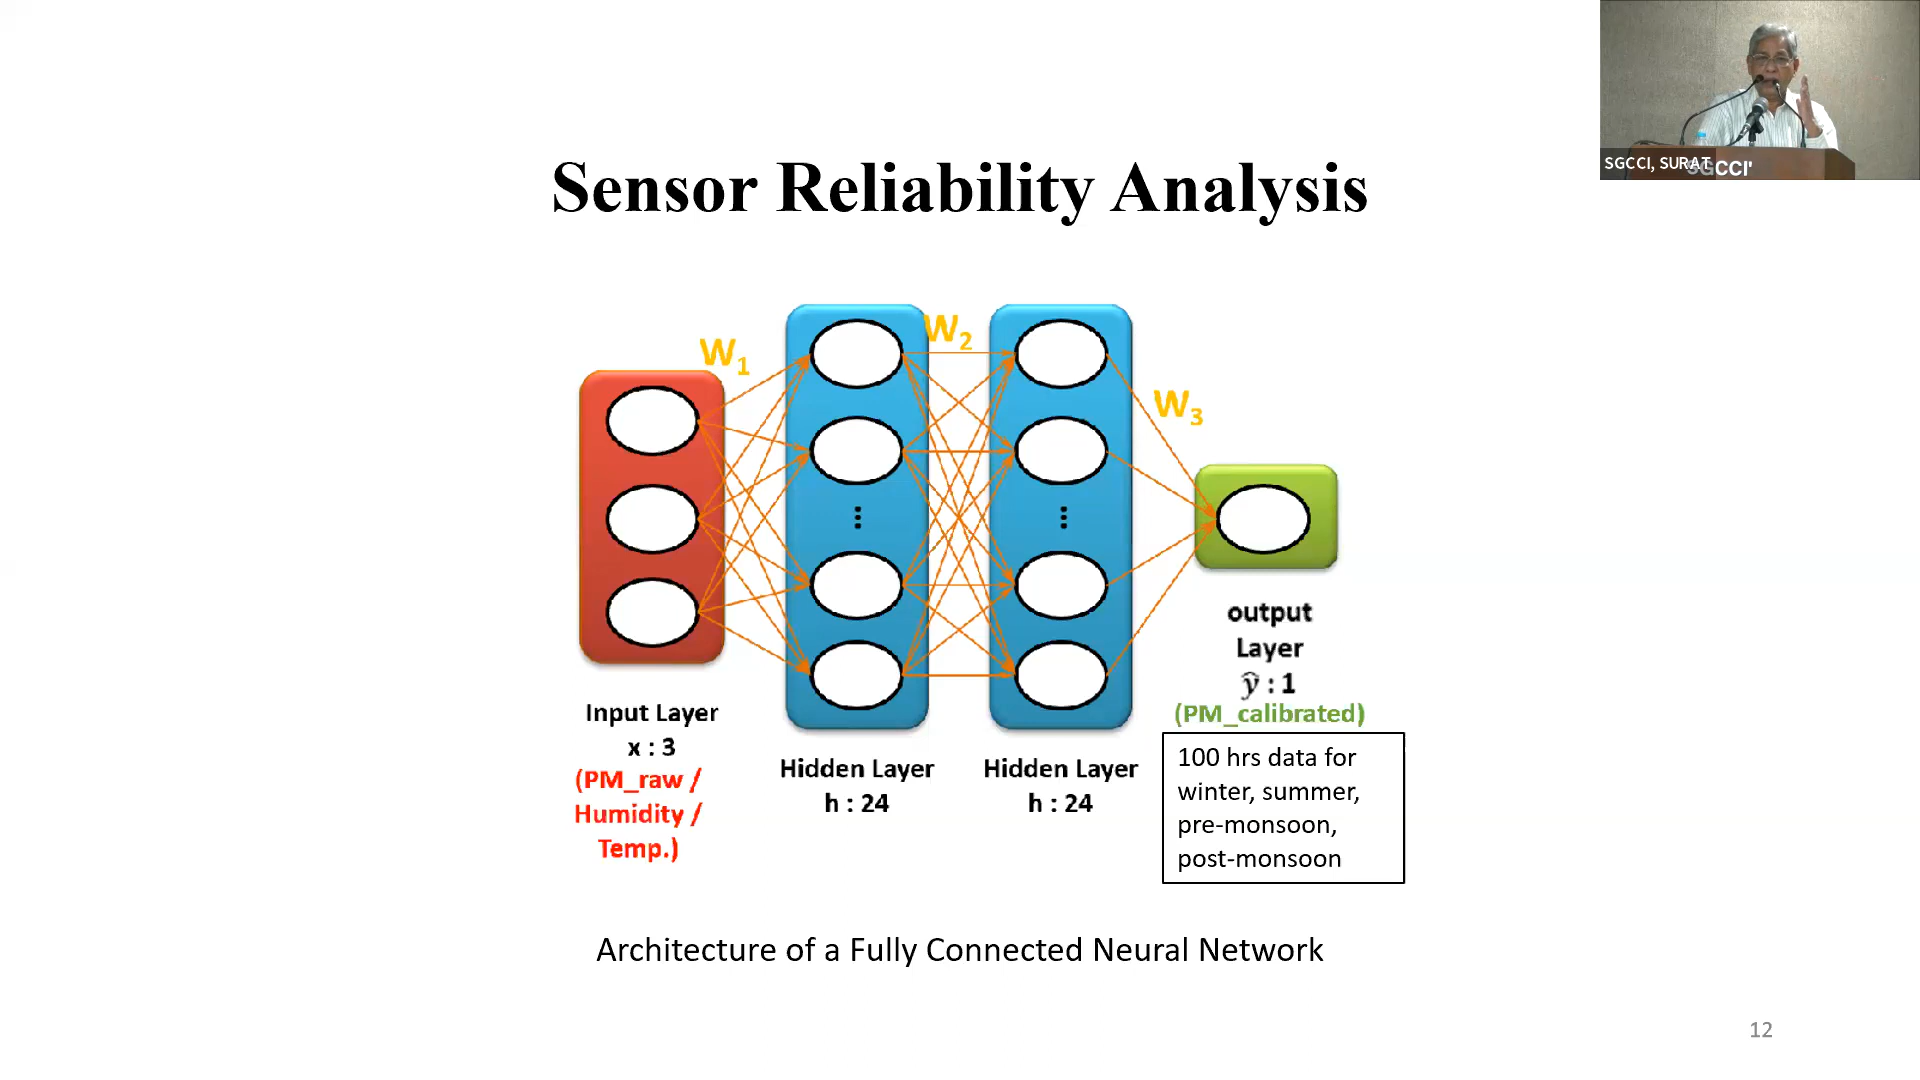 SGCCI, SURAT
SGCCI'
Sensor Reliability Analysis
W₁
W₂
W₃
Input Layer
x : 3
(PM_raw /
Humidity /
Temp.)
Hidden Layer
h : 24
Hidden Layer
h : 24
output
Layer
ŷ : 1
(PM_calibrated)
100 hrs data for
winter, summer,
pre-monsoon,
post-monsoon
Architecture of a Fully Connected Neural Network
12